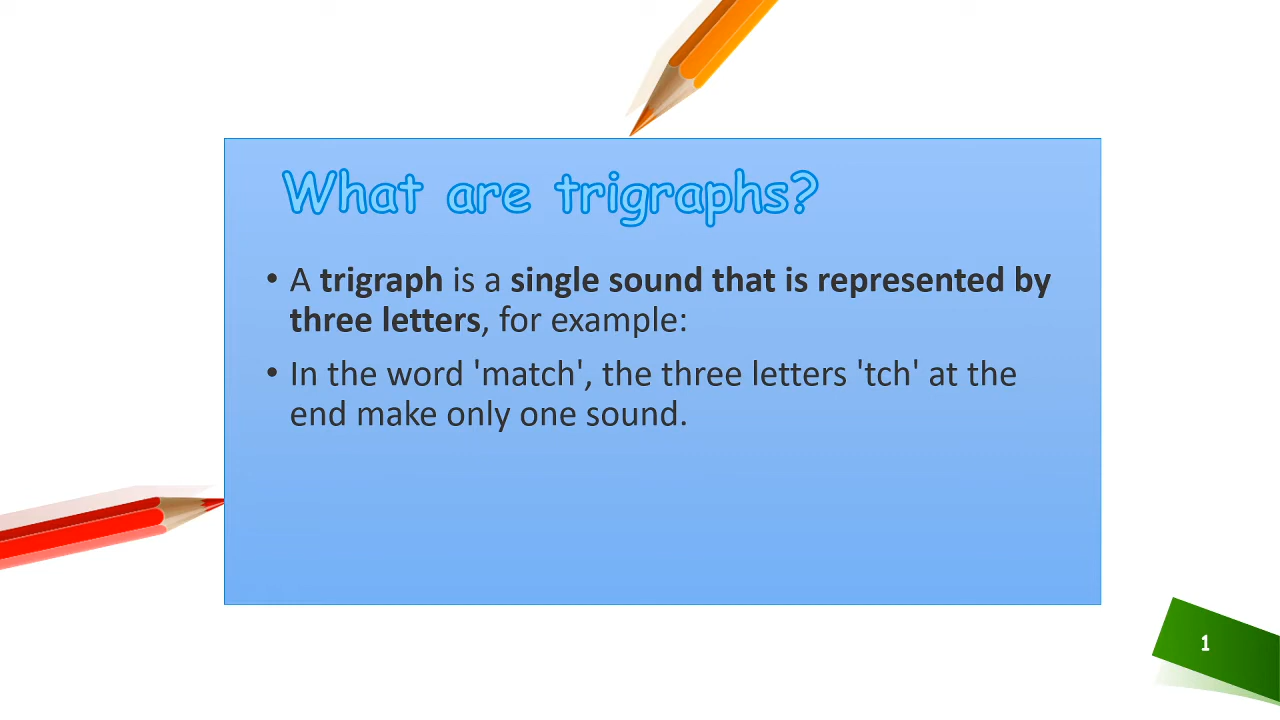 What are trigraphs?
• A trigraph is a single sound that is represented by
three letters, for example:
• In the word 'match', the three letters 'tch' at the
end make only one sound.
1